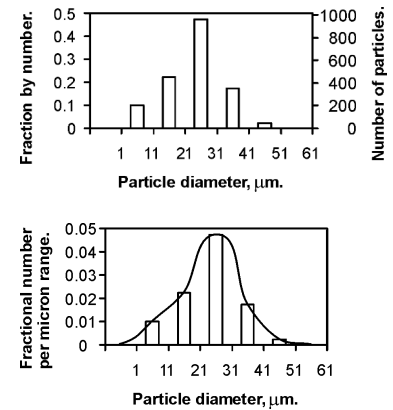 Fraction by number.
0.5
0.4
0.3
0.2
0.1
0
1000
800
600
400
200
0
Number of particles.
1 11 21 31 41 51 61
Particle diameter, μm.
Fractional number
per micron range.
0.05
0.04
0.03
0.02
0.01
0
1 11 21 31 41 51 61
Particle diameter, μm.